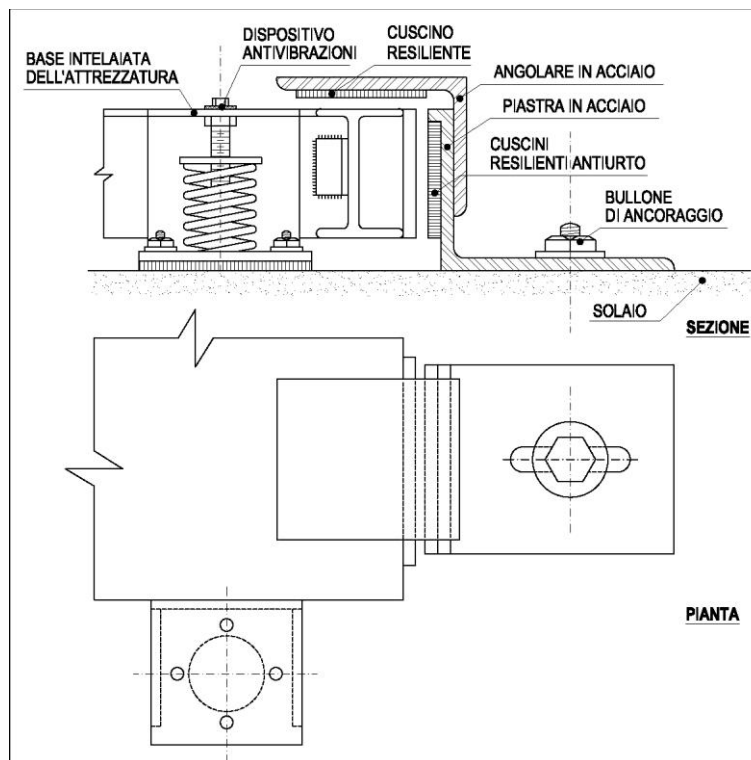 DISPOSITIVO
ANTIVIBRAZIONI
CUSCINO
RESILIENTE
BASE INTELAIATA
DELL'ATTREZZATURA
ANGOLARE IN ACCIAIO
PIASTRA IN ACCIAIO
CUSCINI
RESILIENTI ANTIURTO
BULLONE
DI ANCORAGGIO
SOLAIO
SEZIONE
PIANTA